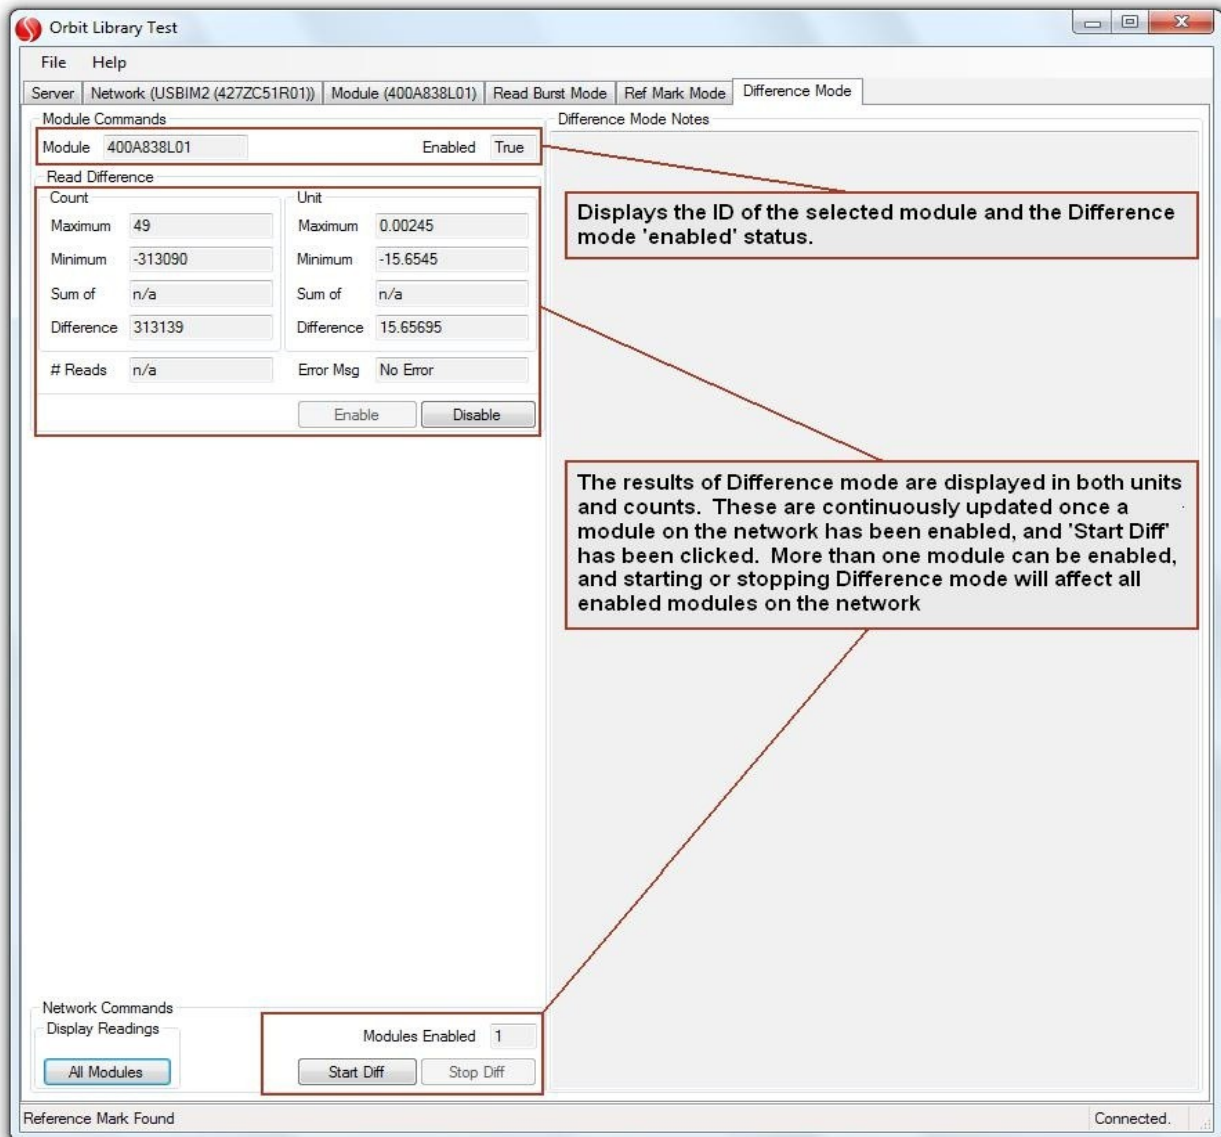 Orbit Library Test
File Help
Server Network (USBIM2 (427ZC51R01)) Module (400A838L01) Read Burst Mode Ref Mark Mode Difference Mode
Module Commands
Module 400A838L01 Enabled True
Read Difference
Count Unit
Maximum 49 Maximum 0.00245
Minimum -313090 Minimum -15.6545
Sum of n/a Sum of n/a
Difference 313139 Difference 15.65695
# Reads n/a Error Msg No Error
Enable Disable
Difference Mode Notes
Displays the ID of the selected module and the Difference
mode 'enabled' status.
The results of Difference mode are displayed in both units
and counts. These are continuously updated once a
module on the network has been enabled, and 'Start Diff'
has been clicked. More than one module can be enabled,
and starting or stopping Difference mode will affect all
enabled modules on the network
Network Commands
Display Readings
Modules Enabled 1
All Modules Start Diff Stop Diff
Reference Mark Found Connected.